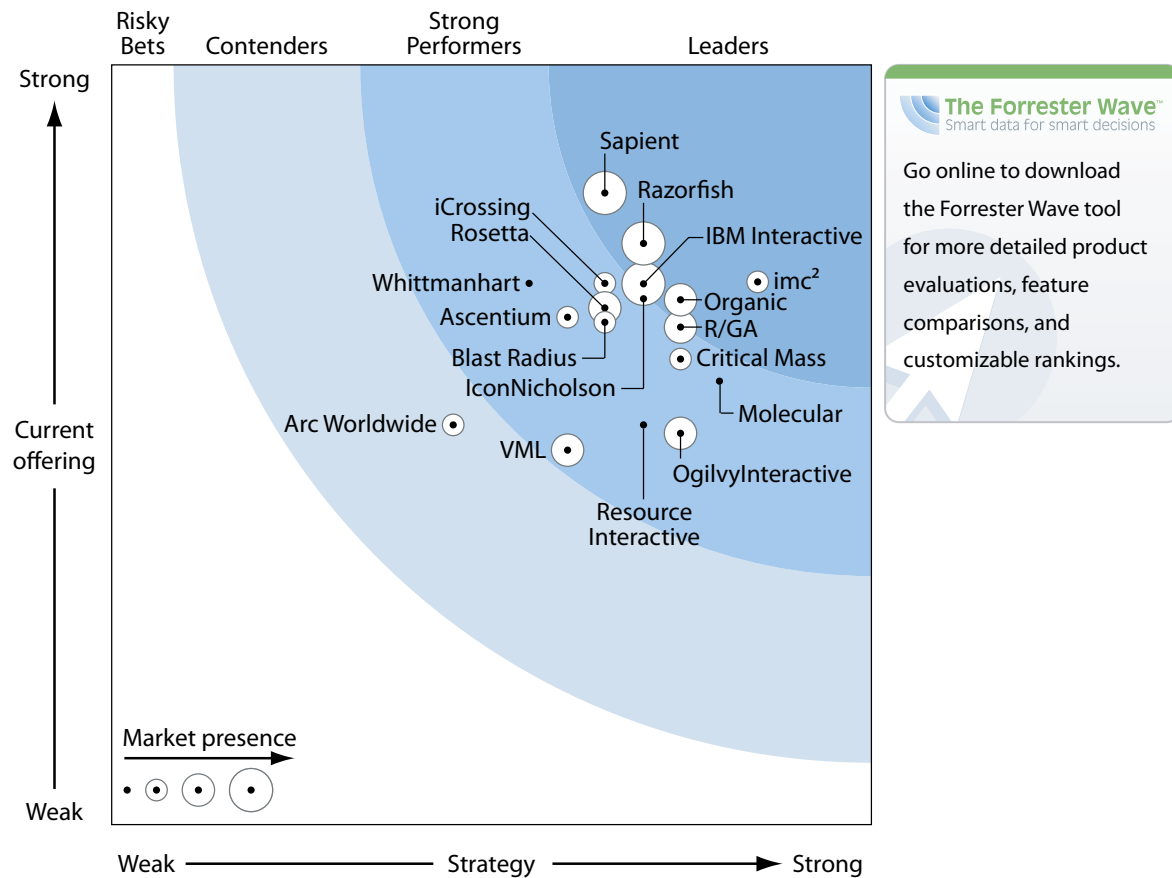 Risky
Bets
Contenders
Strong
Performers
Leaders
Strong
Current
offering
Weak
Sapient
Razorfish
iCrossing
Rosetta
IBM Interactive
Whittmanhart
imc²
Organic
Ascentium
R/GA
Blast Radius
Critical Mass
IconNicholson
Molecular
Arc Worldwide
VML
OgilvyInteractive
Resource
Interactive
Market presence
Weak
Strategy
Strong
The Forrester Wave™
Smart data for smart decisions
Go online to download
the Forrester Wave tool
for more detailed product
evaluations, feature
comparisons, and
customizable rankings.